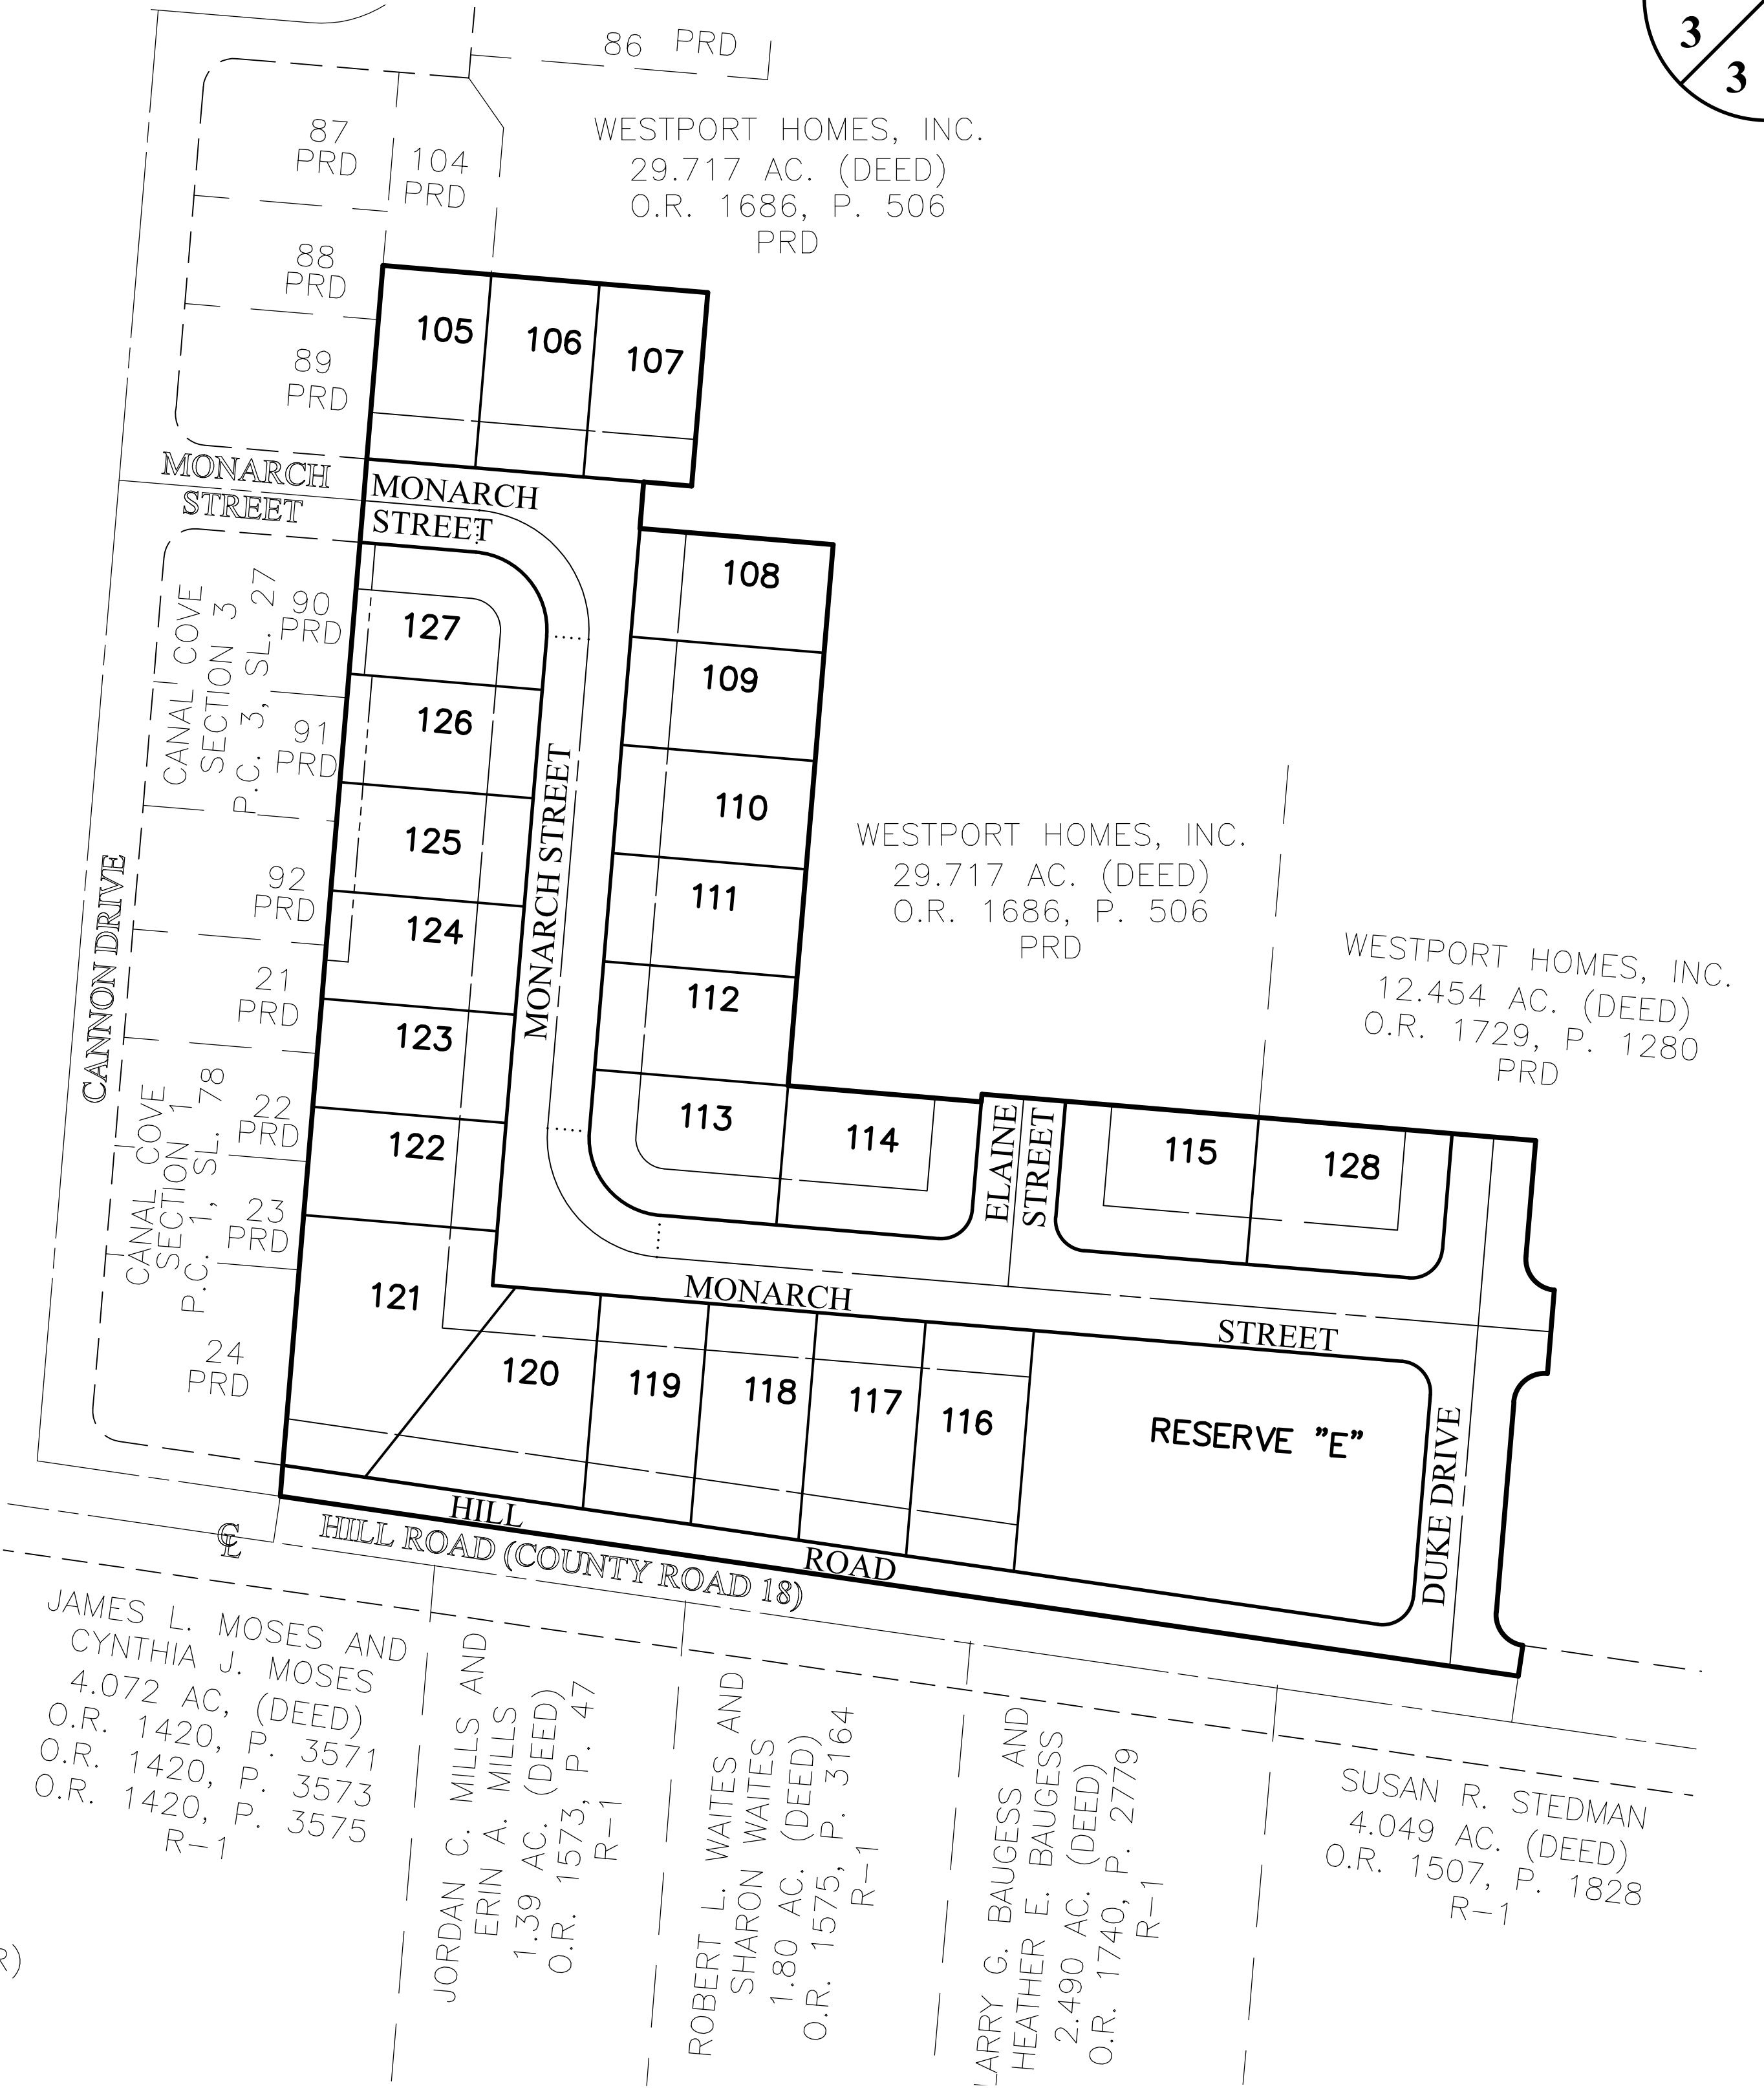 3
3
86 PRD
87
PRD
104
PRD
WESTPORT HOMES, INC.
29.717 AC. (DEED)
O.R. 1686, P. 506
PRD
88
PRD
89
PRD
105
106
107
MONARCH
STREET
MONARCH
STREET
CANAL COVE
SECTION 3
P.C. 3, SL. 27
90
PRD
91
PRD
92
PRD
127
126
125
124
123
122
121
108
109
110
111
112
113
114
MONARCH STREET
CANNON DRIVE
WESTPORT HOMES, INC.
29.717 AC. (DEED)
O.R. 1686, P. 506
PRD
WESTPORT HOMES, INC.
12.454 AC. (DEED)
O.R. 1729, P. 1280
PRD
21
PRD
22
PRD
23
PRD
24
PRD
CANAL COVE
SECTION 1
P.C. 1, SL. 78
ELAINE
STREET
115
128
MONARCH
STREET
120
119
118
117
116
RESERVE "E"
DUKE DRIVE
HILL
ROAD
CL
HILL ROAD (COUNTY ROAD 18)
JAMES L. MOSES AND
CYNTHIA J. MOSES
4.072 AC, (DEED)
O.R. 1420, P. 3571
O.R. 1420, P. 3573
O.R. 1420, P. 3575
R-1
JORDAN C. MILLS AND
ERIN A. MILLS
1.39 AC. (DEED)
O.R. 1573, P. 47
R-1
ROBERT L. WAITES AND
SHARON WAITES
1.80 AC. (DEED)
O.R. 1575, P. 3164
R-1
LARRY G. BAUGESS AND
HEATHER E. BAUGESS
2.490 AC. (DEED)
O.R. 1740, P. 2779
R-1
SUSAN R. STEDMAN
4.049 AC. (DEED)
O.R. 1507, P. 1828
R-1
R)